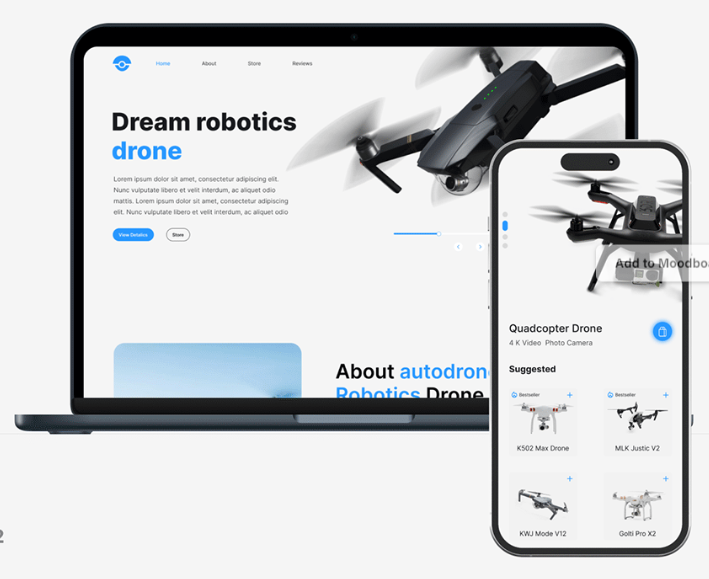 Home About Store Reviews
Dream robotics
drone
Lorem ipsum dolor sit amet, consectetur adipiscing elit.
Nunc vulputate libero et velit interdum, ac aliquet odio
mattis. Lorem ipsum dolor sit amet, consectetur adipiscing
elit. Nunc vulputate libero et velit interdum, ac aliquet odio
View Detailns Store
About autodron
Robotics Drone
Add to Moodboa
Quadcopter Drone
4 K Video Photo Camera
Suggested
Bestseller + Bestseller +
K502 Max Drone MLK Justic V2
+ +
KWJ Mode V12 Golti Pro X2
2